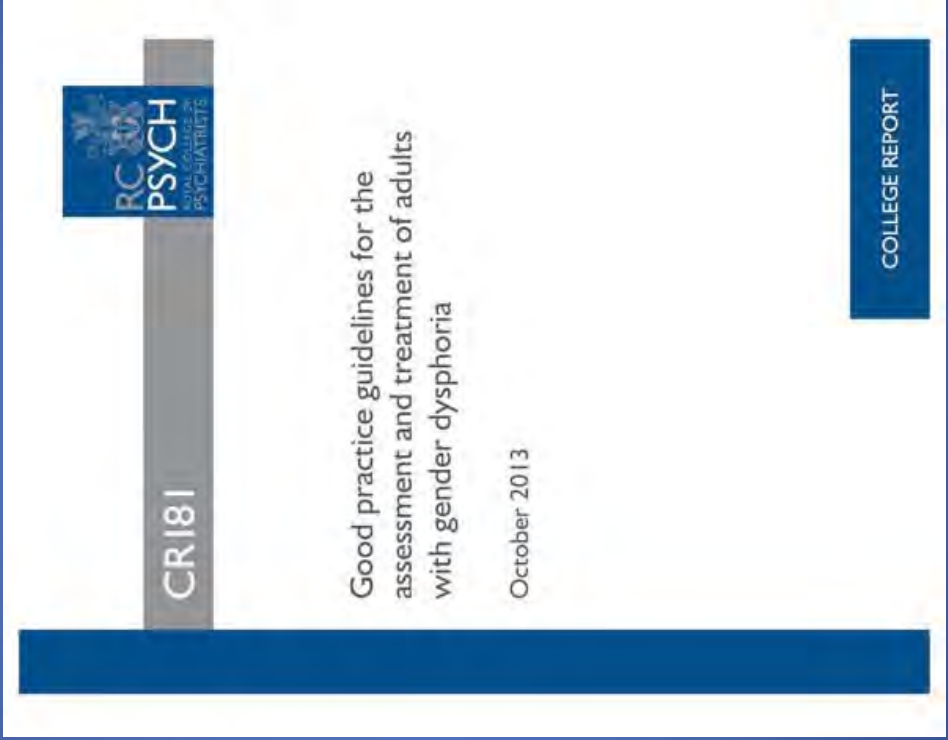 CR181
RC
PSYCH
ROYAL COLLEGE OF
PSYCHIATRISTS
Good practice guidelines for the
assessment and treatment of adults
with gender dysphoria
October 2013
COLLEGE REPORT